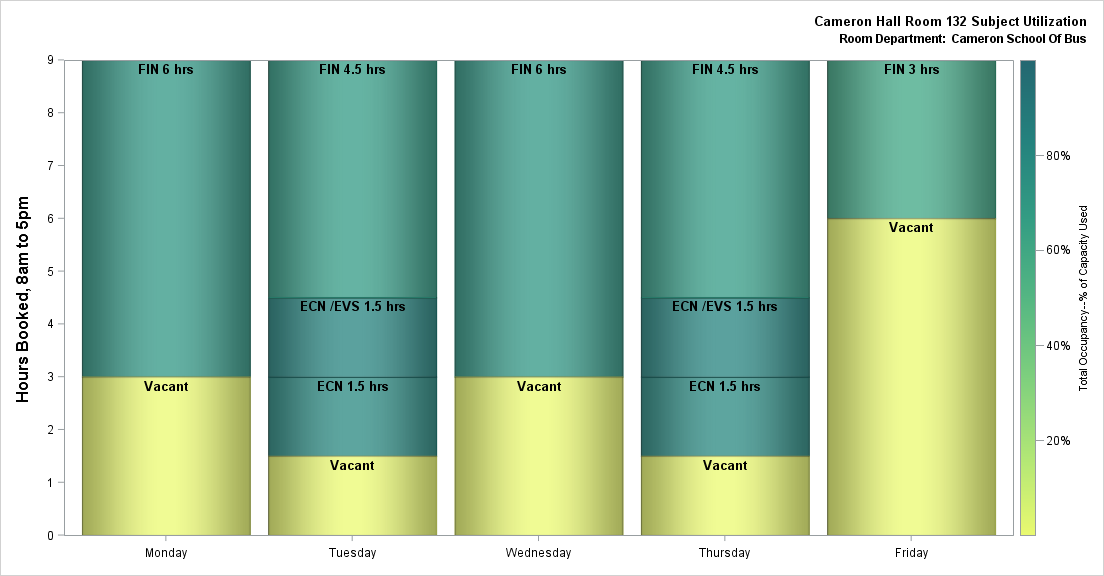 Cameron Hall Room 132 Subject Utilization
Room Department: Cameron School Of Bus
Hours Booked, 8am to 5pm
9
8
7
6
5
4
3
2
1
0
FIN 6 hrs
Vacant
FIN 4.5 hrs
ECN /EVS 1.5 hrs
ECN 1.5 hrs
Vacant
FIN 6 hrs
Vacant
FIN 4.5 hrs
ECN /EVS 1.5 hrs
ECN 1.5 hrs
Vacant
FIN 3 hrs
Vacant
Monday
Tuesday
Wednesday
Thursday
Friday
80%
60%
40%
20%
Total Occupancy--% of Capacity Used